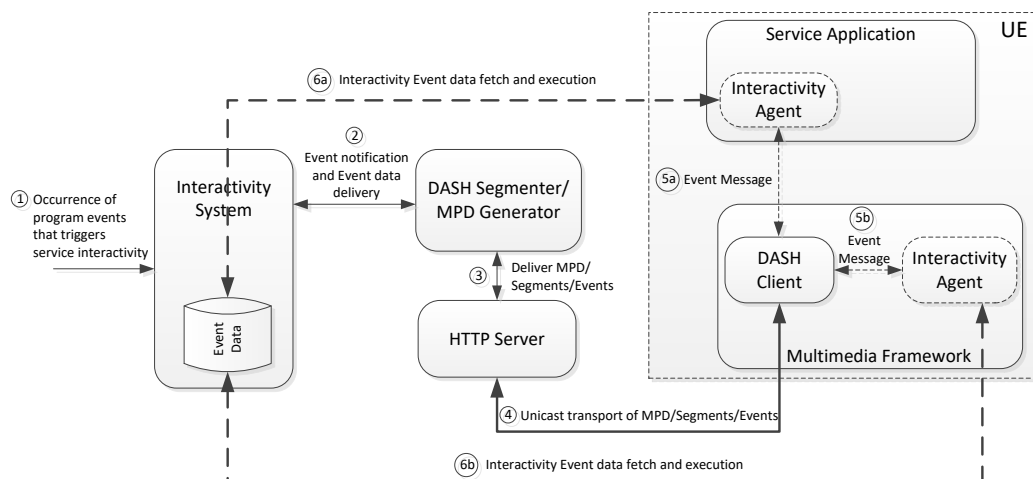 UE
Service Application
6a Interactivity Event data fetch and execution
Interactivity
Agent
2
Event notification
and Event data
delivery
Interactivity
System
DASH Segmenter/
MPD Generator
5a Event Message
1 Occurrence of
program events
that triggers
service interactivity
5b
Event
Message
DASH
Client
Interactivity
Agent
3 Deliver MPD/
Segments/Events
Event
Data
HTTP Server
Multimedia Framework
4 Unicast transport of MPD/Segments/Events
6b Interactivity Event data fetch and execution